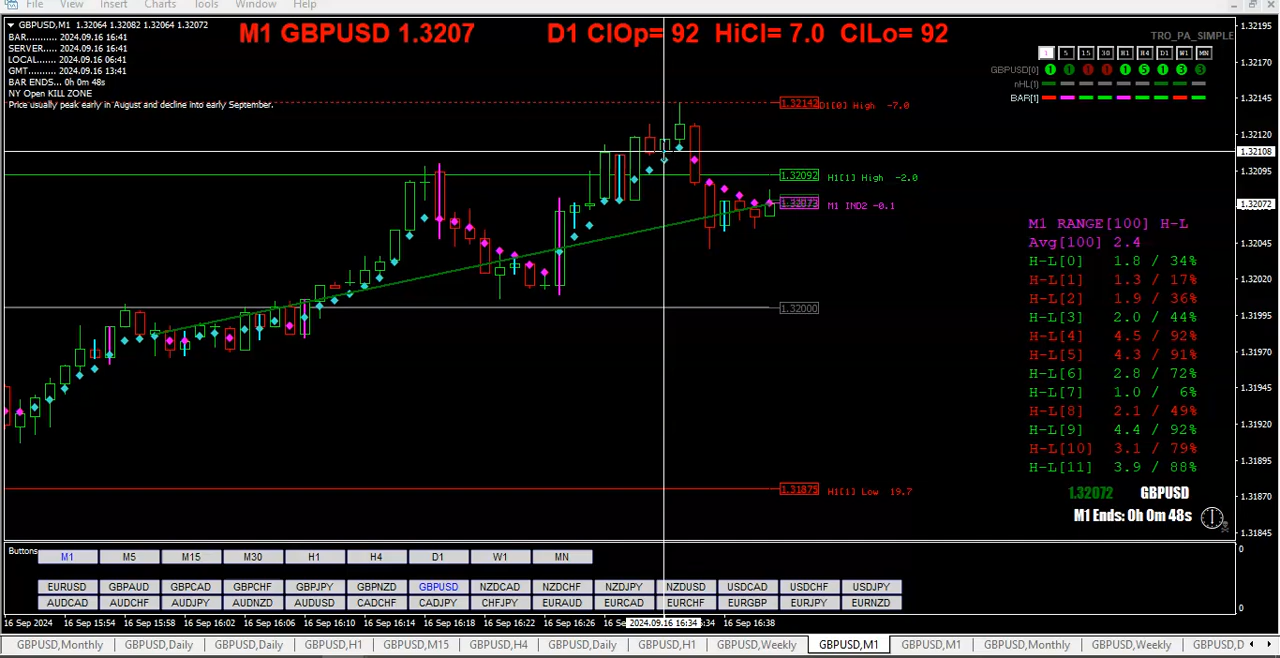 File View Insert Charts Tools Window Help
GBPUSD,M1 1.32064 1.32082 1.32064 1.32072
BAR.......... 2024.09.16 16:41
SERVER..... 2024.09.16 16:41
LOCAL....... 2024.09.16 06:41
GMT.......... 2024.09.16 13:41
BAR ENDS... 0h 0m 48s
NY Open KILL ZONE
Price usually peak early in August and decline into early September.
M1 GBPUSD 1.3207 D1 ClOp= 92 HiCl= 7.0 ClLo= 92
TRO_PA_SIMPLE
1 5 15 30 H1 H4 D1 W1 MN
GBPUSD[0] 1 1 1 1 1 5 1 3 3
nHL[1]
BAR[1]
1.32142 D1[0] High -7.0
1.32092 H1[1] High -2.0
1.32073 M1 IND2 -0.1
1.32000
1.31875 H1[1] Low 19.7
M1 RANGE[100] H-L
Avg[100] 2.4
H-L[0] 1.8 / 34%
H-L[1] 1.3 / 17%
H-L[2] 1.9 / 36%
H-L[3] 2.0 / 44%
H-L[4] 4.5 / 92%
H-L[5] 4.3 / 91%
H-L[6] 2.8 / 72%
H-L[7] 1.0 / 6%
H-L[8] 2.1 / 49%
H-L[9] 4.4 / 92%
H-L[10] 3.1 / 79%
H-L[11] 3.9 / 88%
1.32072 GBPUSD
M1 Ends: 0h 0m 48s
1.32195
1.32170
1.32145
1.32120
1.32108
1.32095
1.32072
1.32045
1.32020
1.31995
1.31970
1.31945
1.31920
1.31895
1.31870
1.31845
0
0
Buttons
M1 M5 M15 M30 H1 H4 D1 W1 MN
EURUSD GBPAUD GBPCAD GBPCHF GBPJPY GBPNZD GBPUSD NZDCAD NZDCHF NZDJPY NZDUSD USDCAD USDCHF USDJPY
AUDCAD AUDCHF AUDJPY AUDNZD AUDUSD CADCHF CADJPY CHFJPY EURAUD EURCAD EURCHF EURGBP EURJPY EURNZD
16 Sep 2024 16 Sep 15:54 16 Sep 15:58 16 Sep 16:02 16 Sep 16:06 16 Sep 16:10 16 Sep 16:14 16 Sep 16:18 16 Sep 16:22 16 Sep 16:26 16 Se 2024.09.16 16:34 :34 16 Sep 16:38
GBPUSD,Monthly GBPUSD,Daily GBPUSD,Daily GBPUSD,H1 GBPUSD,M15 GBPUSD,H4 GBPUSD,Daily GBPUSD,H1 GBPUSD,Weekly GBPUSD,M1 GBPUSD,M1 GBPUSD,Monthly GBPUSD,Weekly GBPUSD,D